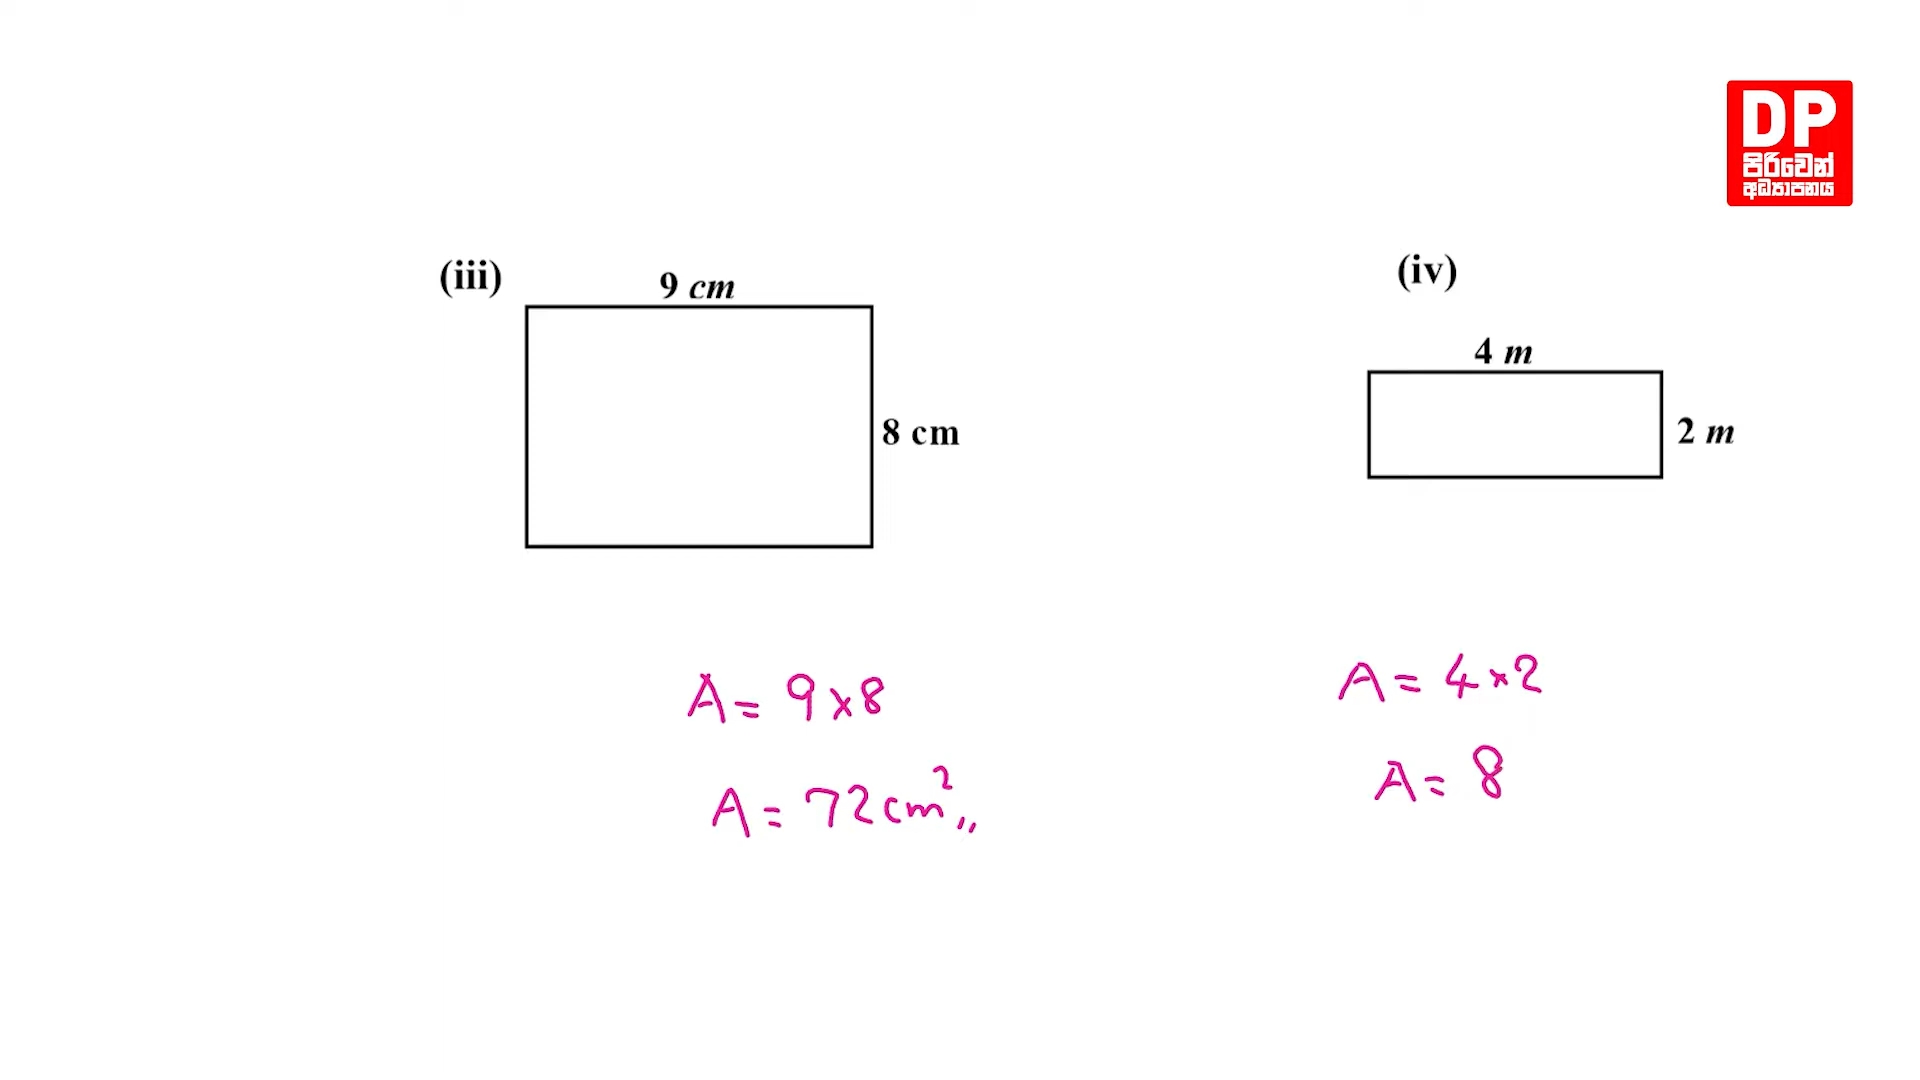 DP
පිරිවෙන්
අධ්‍යාපනය
(iii)
9 cm
8 cm
(iv)
4 m
2 m
A = 9 x 8
A = 72 cm² ,,
A = 4 x 2
A = 8